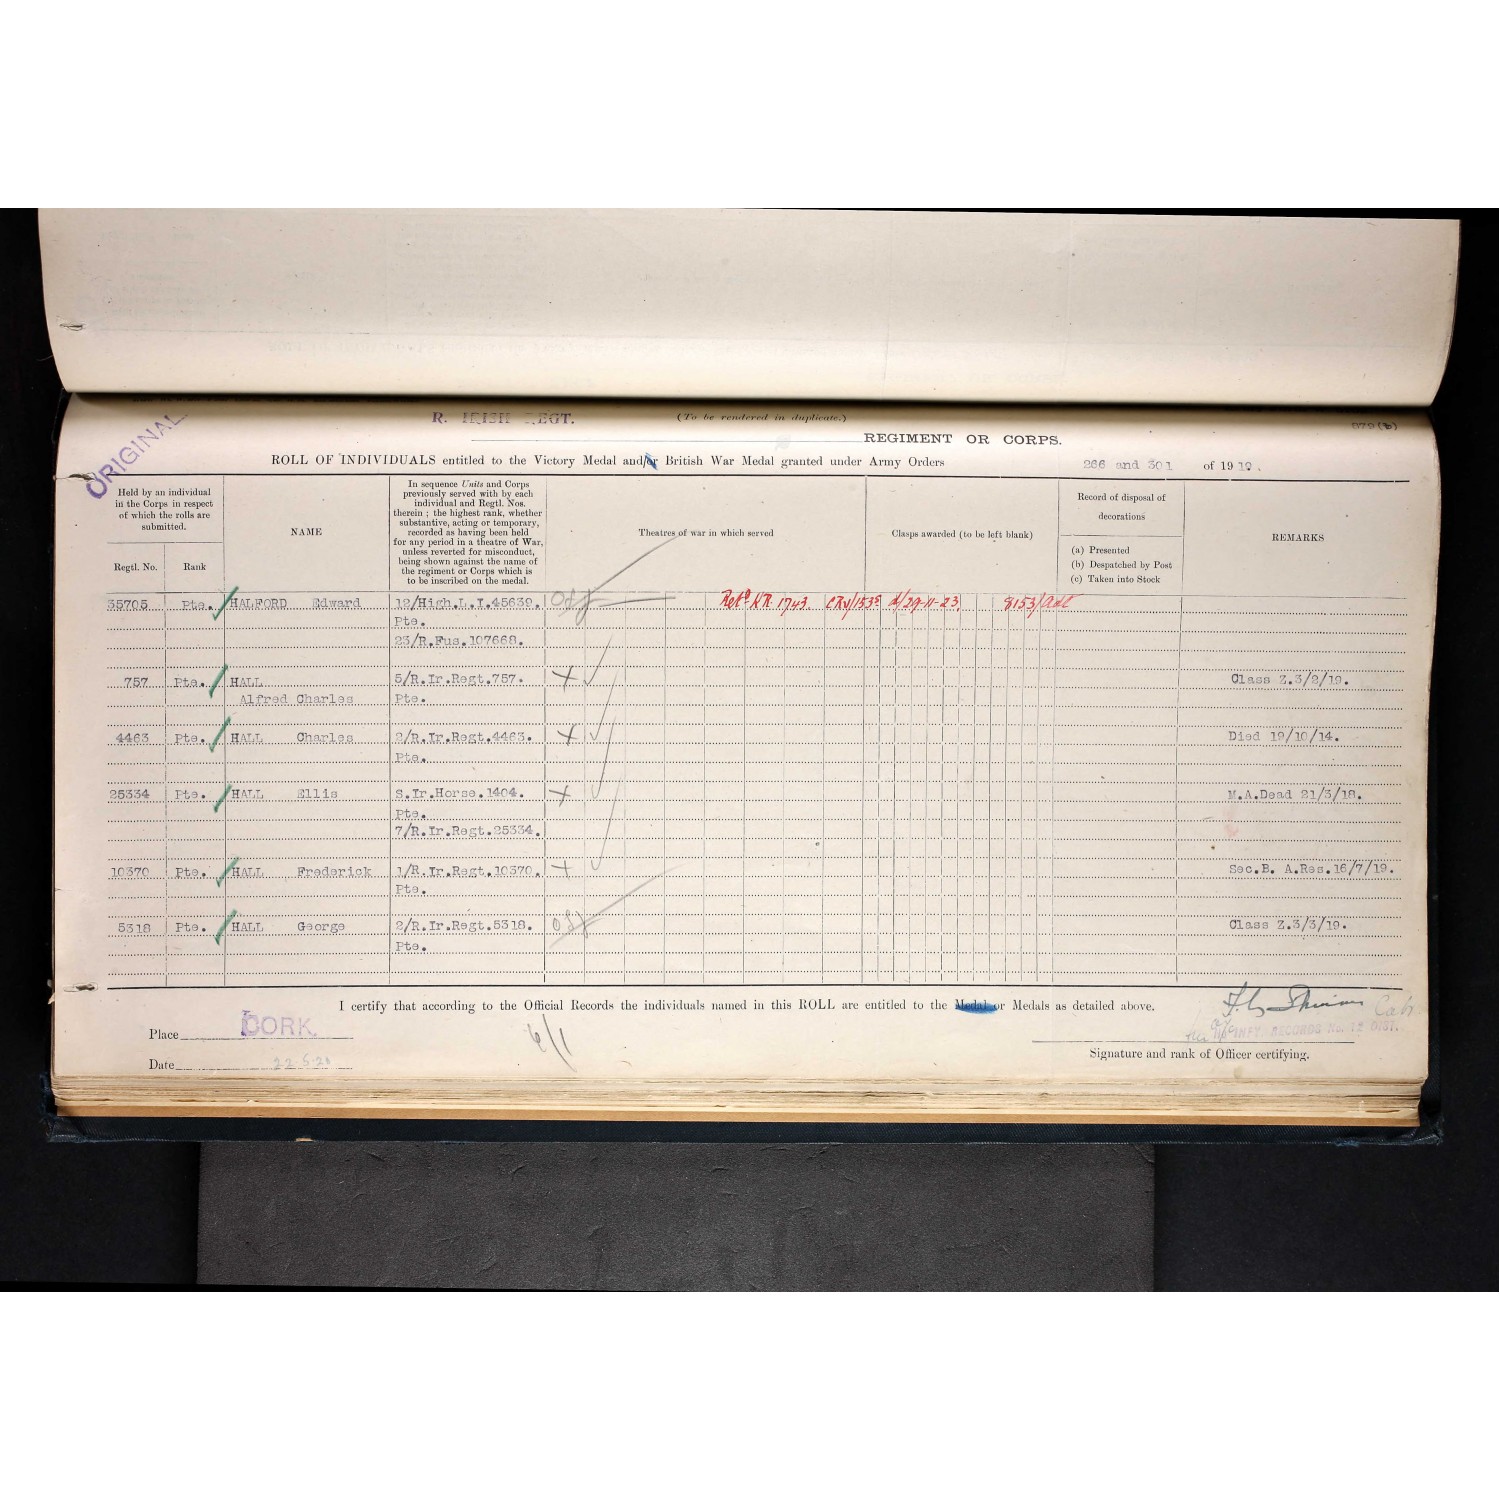 ORIGINAL
R. IRISH REGT.
(To be rendered in duplicate.)
REGIMENT OR CORPS.
ROLL OF INDIVIDUALS entitled to the Victory Medal and/or British War Medal granted under Army Orders 266 and 301 of 1919.
Held by an individual
in the Corps in respect
of which the rolls are
submitted.
Regtl. No.
Rank
NAME
In sequence Units and Corps
previously served with by each
individual and Regtl. Nos.
therein ; the highest rank, whether
substantive, acting or temporary,
recorded as having been held
for any period in a theatre of War,
unless reverted for misconduct,
being shown against the name of
the regiment or Corps which is
to be inscribed on the medal.
Theatres of war in which served
Clasps awarded (to be left blank)
Record of disposal of
decorations
(a) Presented
(b) Despatched by Post
(c) Taken into Stock
REMARKS
35705 Pte. HALFORD Edward 12/High.L.I.45639. 1743 d/29-11-23
Pte.
23/R.Fus.107668.
757 Pte. HALL 5/R.Ir.Regt.757. Class Z.3/2/19.
Alfred Charles Pte.
4463 Pte. HALL Charles 2/R.Ir.Regt.4463. Died 19/10/14.
Pte.
25334 Pte. HALL Ellis S.Ir.Horse.1404. M.A.Dead 21/3/18.
Pte.
7/R.Ir.Regt.25334.
10370 Pte. HALL Frederick 1/R.Ir.Regt.10370. Sec.B. A.Res.16/7/19.
Pte.
5318 Pte. HALL George 2/R.Ir.Regt.5318. Class Z.3/3/19.
Pte.
I certify that according to the Official Records the individuals named in this ROLL are entitled to the Medal or Medals as detailed above.
Place CORK.
INFY. RECORDS No. 12 DIST.
Signature and rank of Officer certifying.
Date 22.5.20